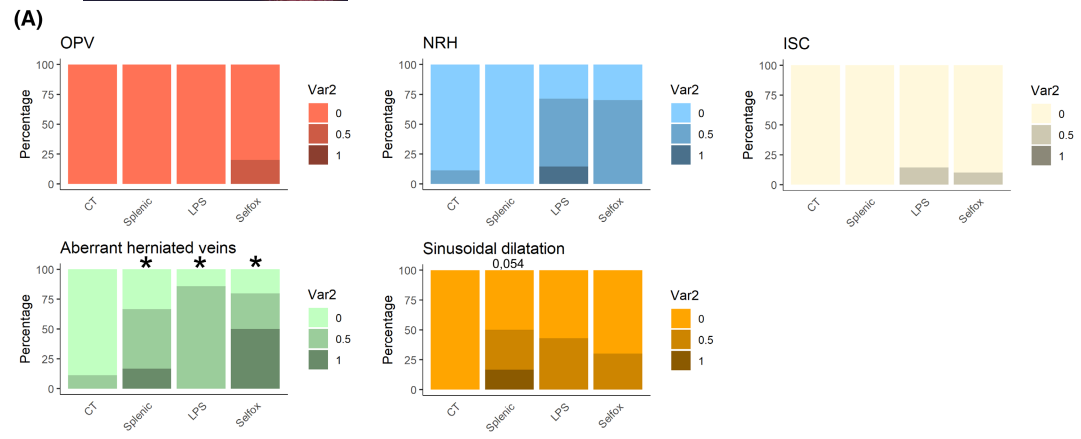 (A)
OPV
Percentage
100
75
50
25
0
CT
Splenic
LPS
Selfox
Var2
0
0.5
1
NRH
Percentage
100
75
50
25
0
CT
Splenic
LPS
Selfox
Var2
0
0.5
1
ISC
Percentage
100
75
50
25
0
CT
Splenic
LPS
Selfox
Var2
0
0.5
1
Aberrant herniated veins
* * *
Percentage
100
75
50
25
0
CT
Splenic
LPS
Selfox
Var2
0
0.5
1
Sinusoidal dilatation
0,054
Percentage
100
75
50
25
0
CT
Splenic
LPS
Selfox
Var2
0
0.5
1